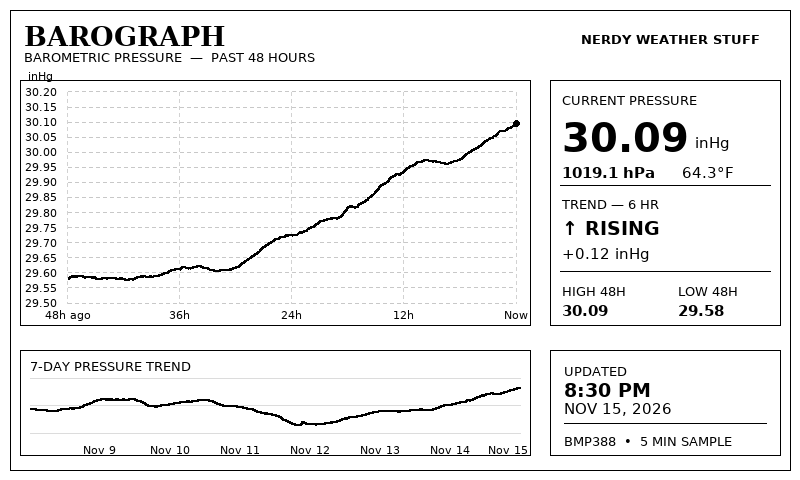 BAROGRAPH
BAROMETRIC PRESSURE — PAST 48 HOURS
NERDY WEATHER STUFF
inHg
30.20
30.15
30.10
30.05
30.00
29.95
29.90
29.85
29.80
29.75
29.70
29.65
29.60
29.55
29.50
48h ago 36h 24h 12h Now
CURRENT PRESSURE
30.09 inHg
1019.1 hPa 64.3°F
TREND — 6 HR
↑ RISING
+0.12 inHg
HIGH 48H LOW 48H
30.09 29.58
7-DAY PRESSURE TREND
Nov 9 Nov 10 Nov 11 Nov 12 Nov 13 Nov 14 Nov 15
UPDATED
8:30 PM
NOV 15, 2026
BMP388 • 5 MIN SAMPLE